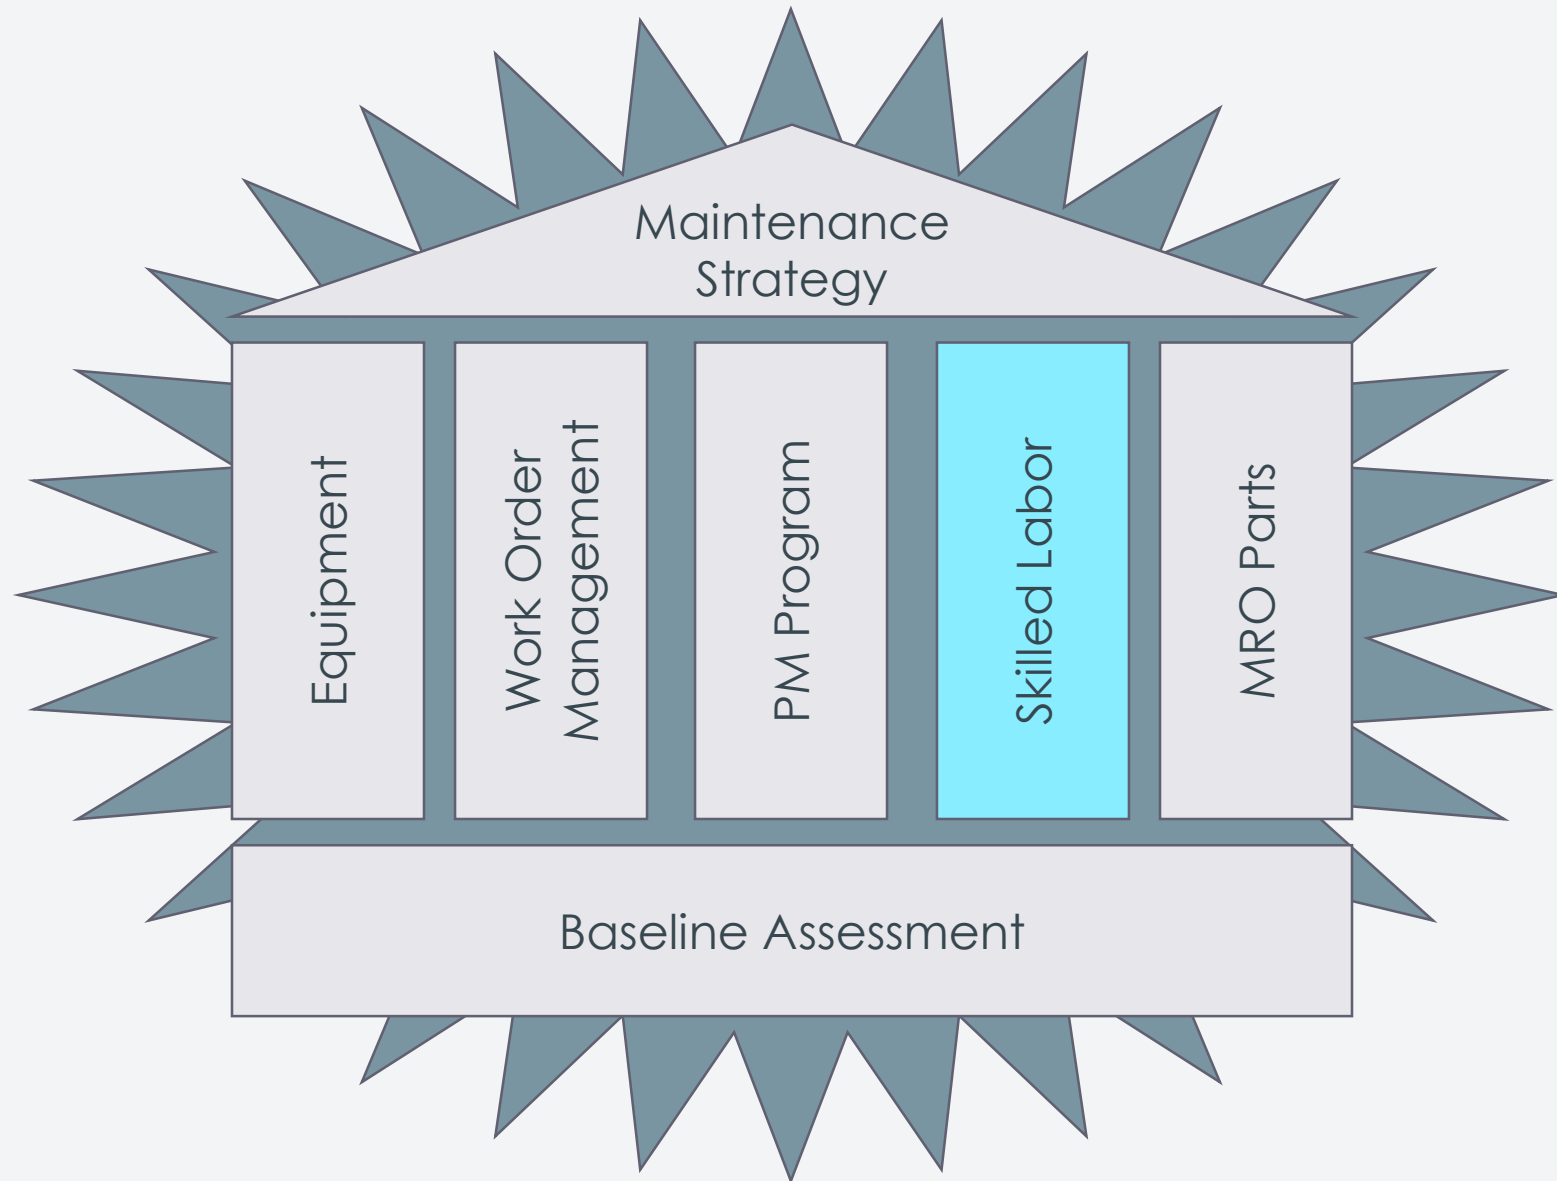 Maintenance
Strategy
Equipment
Work Order
Management
PM Program
Skilled Labor
MRO Parts
Baseline Assessment